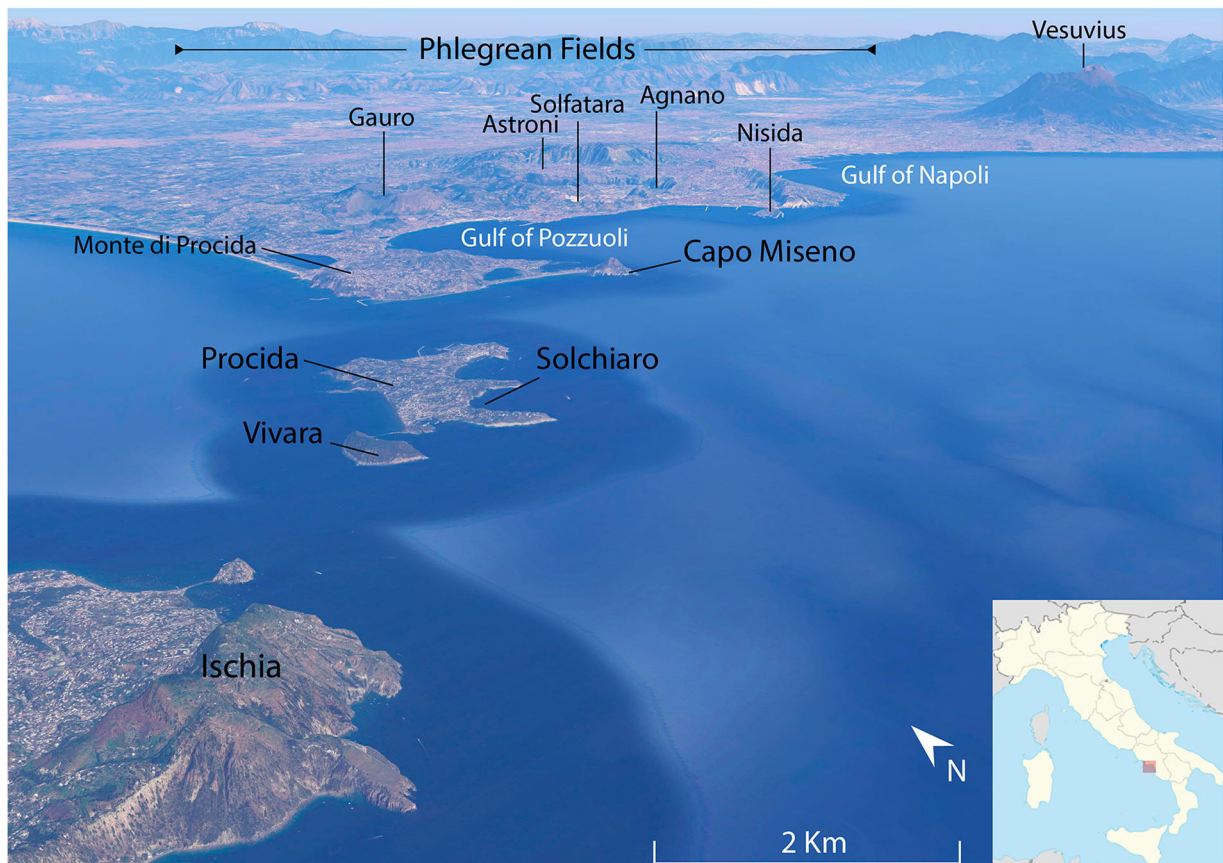 Vesuvius
Phlegrean Fields
Solfatara
Agnano
Gauro
Astroni
Nisida
Gulf of Napoli
Gulf of Pozzuoli
Monte di Procida
Capo Miseno
Procida
Solchiaro
Vivara
Ischia
N
2 Km